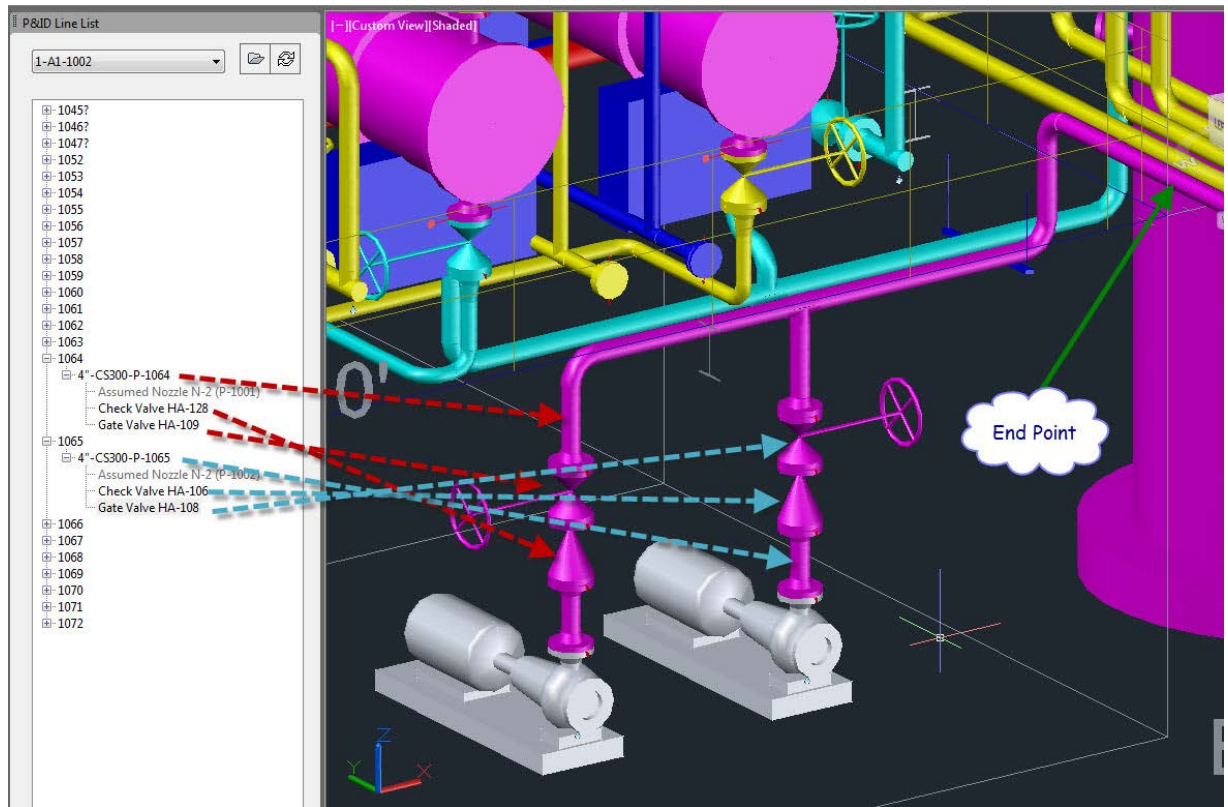 P&ID Line List
1-A1-1002
1045?
1046?
1047?
1052
1053
1054
1055
1056
1057
1058
1059
1060
1061
1062
1063
1064
4"-CS300-P-1064
Assumed Nozzle N-2 (P-1001)
Check Valve HA-128
Gate Valve HA-109
1065
4"-CS300-P-1065
Assumed Nozzle N-2 (P-1002)
Check Valve HA-106
Gate Valve HA-108
1066
1067
1068
1069
1070
1071
1072
[−][Custom View][Shaded]
0'
End Point
Z
Y
X